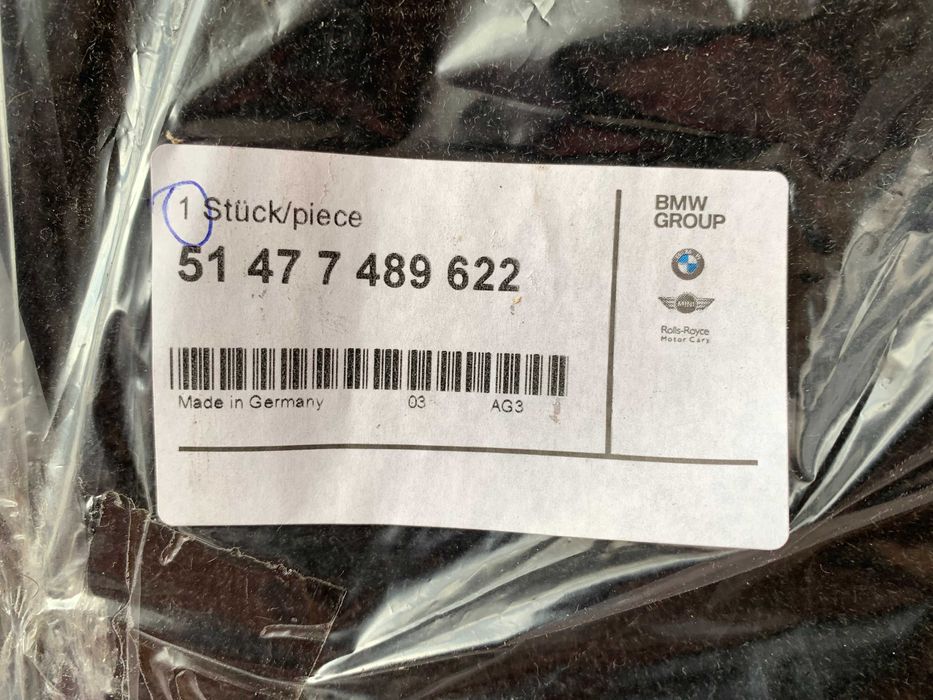 1 Stück/piece
51 47 7 489 622
Made in Germany 03 AG3
BMW
GROUP
MINI
Rolls-Royce
Motor Cars